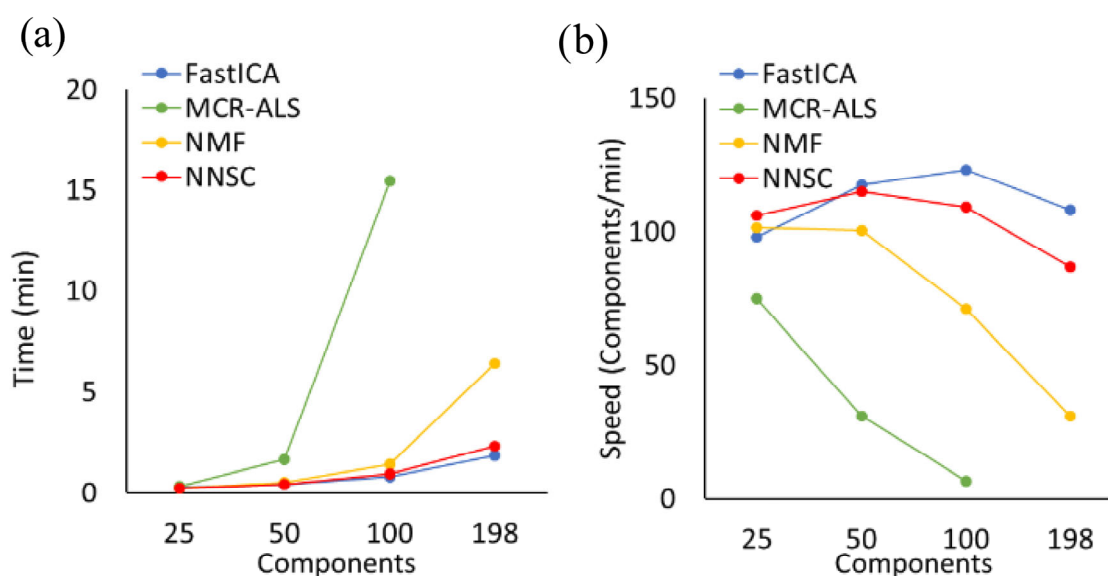 (a)
FastICA
MCR-ALS
NMF
NNSC
20
15
10
5
0
Time (min)
25 50 100 198
Components
(b)
FastICA
MCR-ALS
NMF
NNSC
150
100
50
0
Speed (Components/min)
25 50 100 198
Components